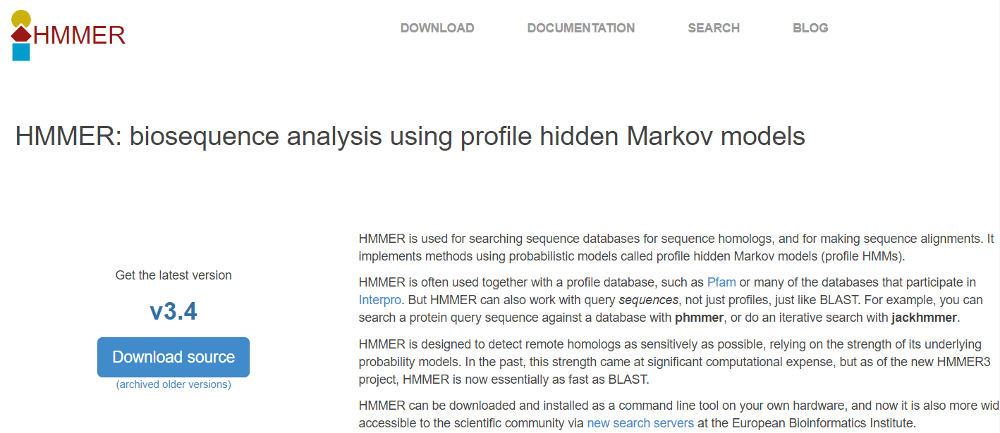 HMMER
DOWNLOAD DOCUMENTATION SEARCH BLOG
HMMER: biosequence analysis using profile hidden Markov models
Get the latest version
v3.4
Download source
(archived older versions)
HMMER is used for searching sequence databases for sequence homologs, and for making sequence alignments. It
implements methods using probabilistic models called profile hidden Markov models (profile HMMs).
HMMER is often used together with a profile database, such as Pfam or many of the databases that participate in
Interpro. But HMMER can also work with query sequences, not just profiles, just like BLAST. For example, you can
search a protein query sequence against a database with phmmer, or do an iterative search with jackhmmer.
HMMER is designed to detect remote homologs as sensitively as possible, relying on the strength of its underlying
probability models. In the past, this strength came at significant computational expense, but as of the new HMMER3
project, HMMER is now essentially as fast as BLAST.
HMMER can be downloaded and installed as a command line tool on your own hardware, and now it is also more wid
accessible to the scientific community via new search servers at the European Bioinformatics Institute.